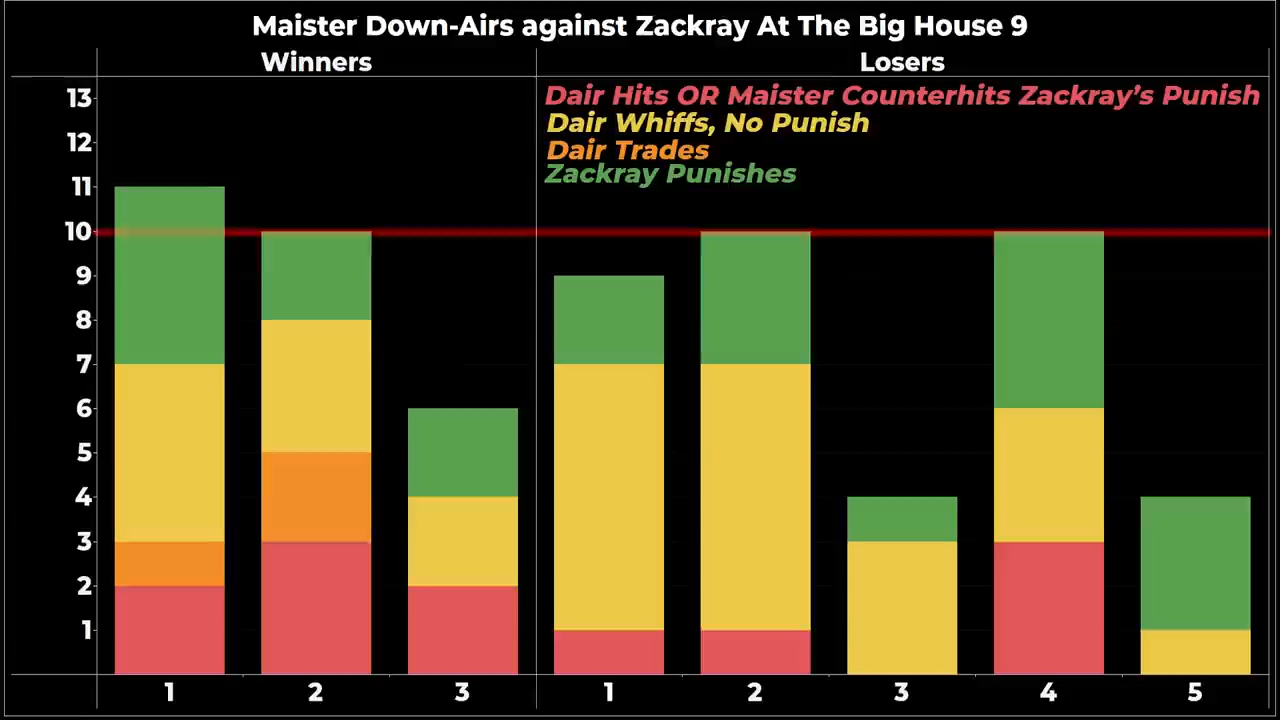 Maister Down-Airs against Zackray At The Big House 9
Winners
Losers
13
12
11
10
9
8
7
6
5
4
3
2
1
Dair Hits OR Maister Counterhits Zackray's Punish
Dair Whiffs, No Punish
Dair Trades
Zackray Punishes
1 2 3 1 2 3 4 5